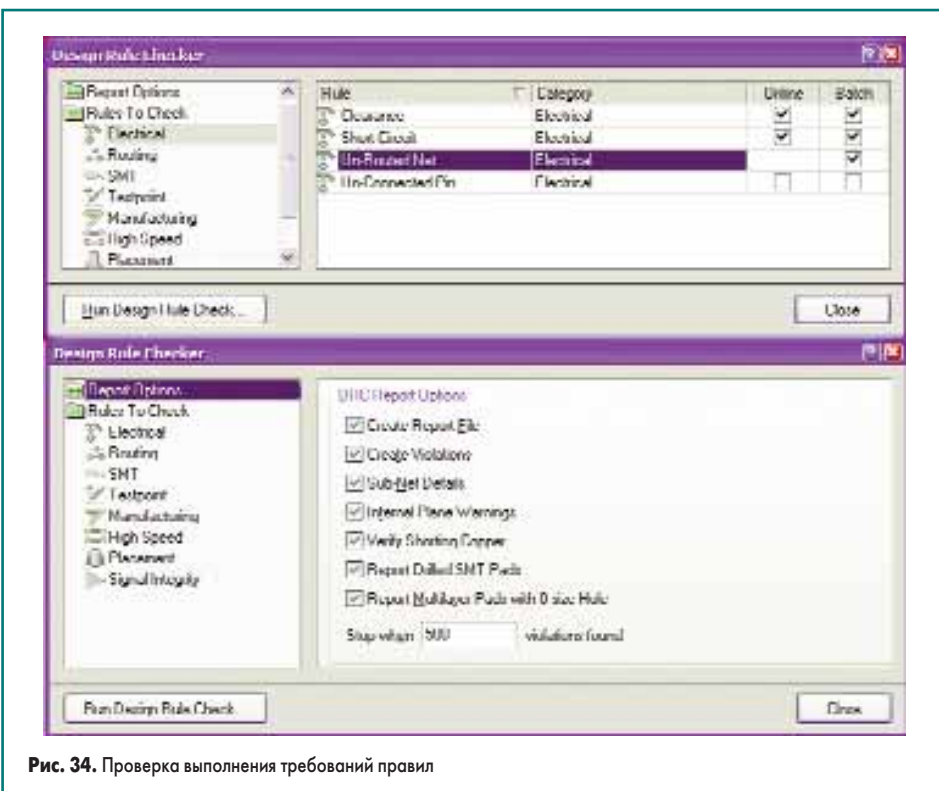 Design Rule Checker
Report Options
Rules To Check
Electrical
Routing
SMT
Testpoint
Manufacturing
High Speed
Placement
Rule Category Online Batch
Clearance Electrical
Short Circuit Electrical
Un-Routed Net Electrical
Un-Connected Pin Electrical
Run Design Rule Check... Close
Design Rule Checker
Report Options
Rules To Check
Electrical
Routing
SMT
Testpoint
Manufacturing
High Speed
Placement
Signal Integrity
DRC Report Options
Create Report File
Create Violations
Sub-Net Details
Internal Plane Warnings
Verify Shorting Copper
Report Drilled SMT Pads
Report Multilayer Pads with 0 size Hole
Stop when 500 violations found
Run Design Rule Check... Close
Рис. 34. Проверка выполнения требований правил